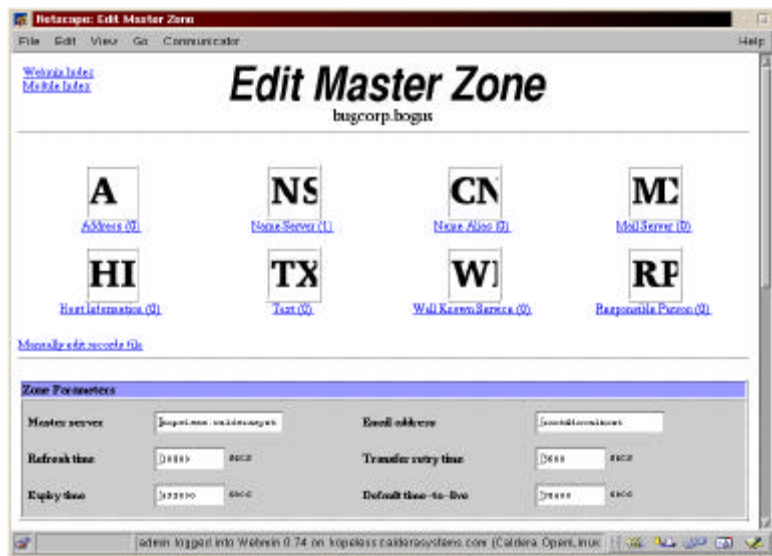 Netscape: Edit Master Zone
File Edit View Go Communicator Help
Webmin Index
Module Index
Edit Master Zone
bugcorp.bogus
A NS CN MX
Address (0) Name Server (1) Name Alias (0) Mail Server (0)
HI TX WI RP
Host Information (0) Text (0) Well Known Service (0) Responsible Person (0)
Manually edit records file
Zone Parameters
Master server Email address
Refresh time secs Transfer retry time 3600 secs
Expiry time secs Default time-to-live secs
admin logged into Webmin 0.74 on hopeless.calderasystems.com (Caldera OpenLinux